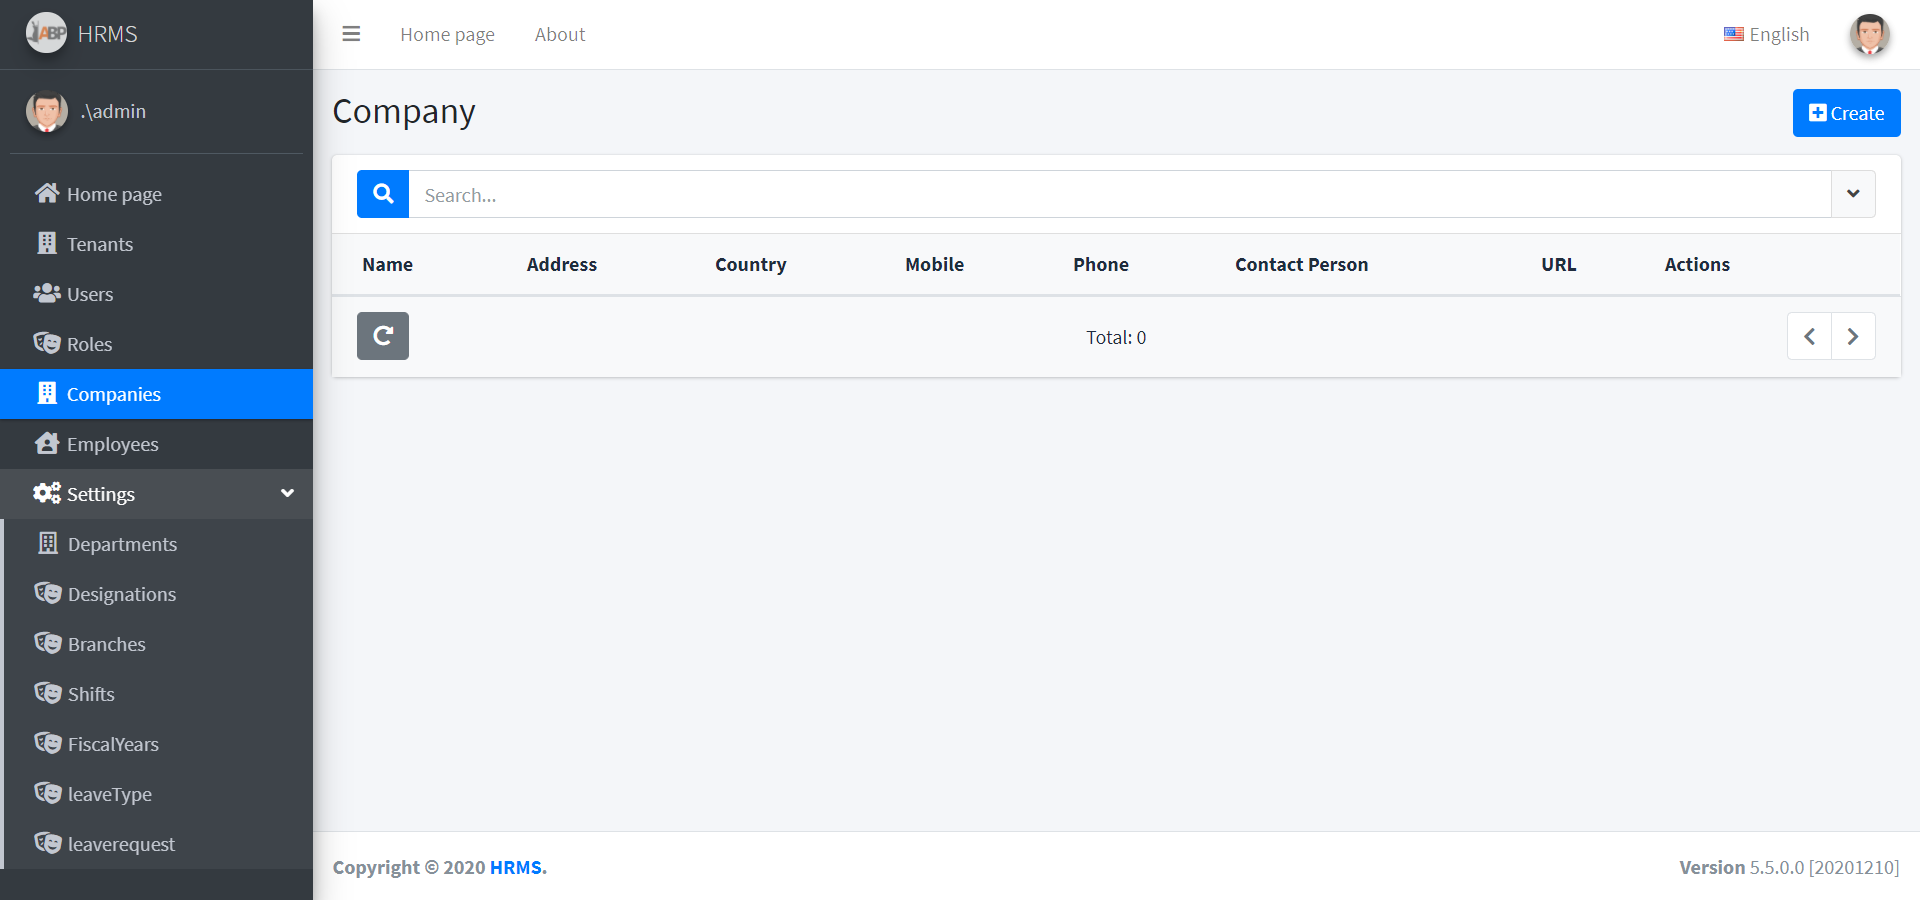 ABP HRMS
.\admin
Home page
Tenants
Users
Roles
Companies
Employees
Settings
Departments
Designations
Branches
Shifts
FiscalYears
leaveType
leaverequest
Home page About English
Company
Create
Search...
Name Address Country Mobile Phone Contact Person URL Actions
Total: 0
Copyright © 2020 HRMS.
Version 5.5.0.0 [20201210]